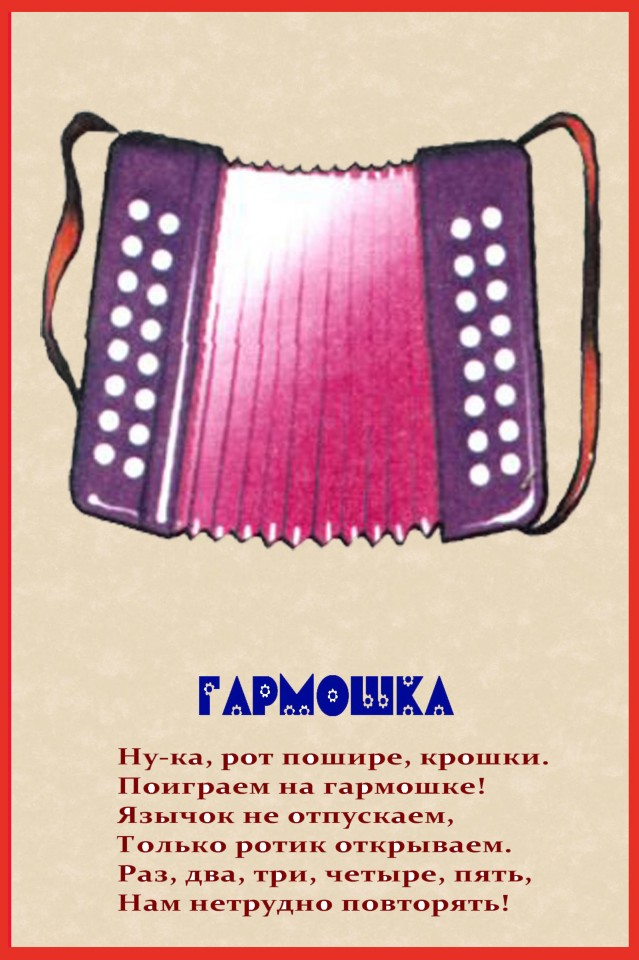 ГАРМОШКА
Ну-ка, рот пошире, крошки.
Поиграем на гармошке!
Язычок не отпускаем,
Только ротик открываем.
Раз, два, три, четыре, пять,
Нам нетрудно повторять!